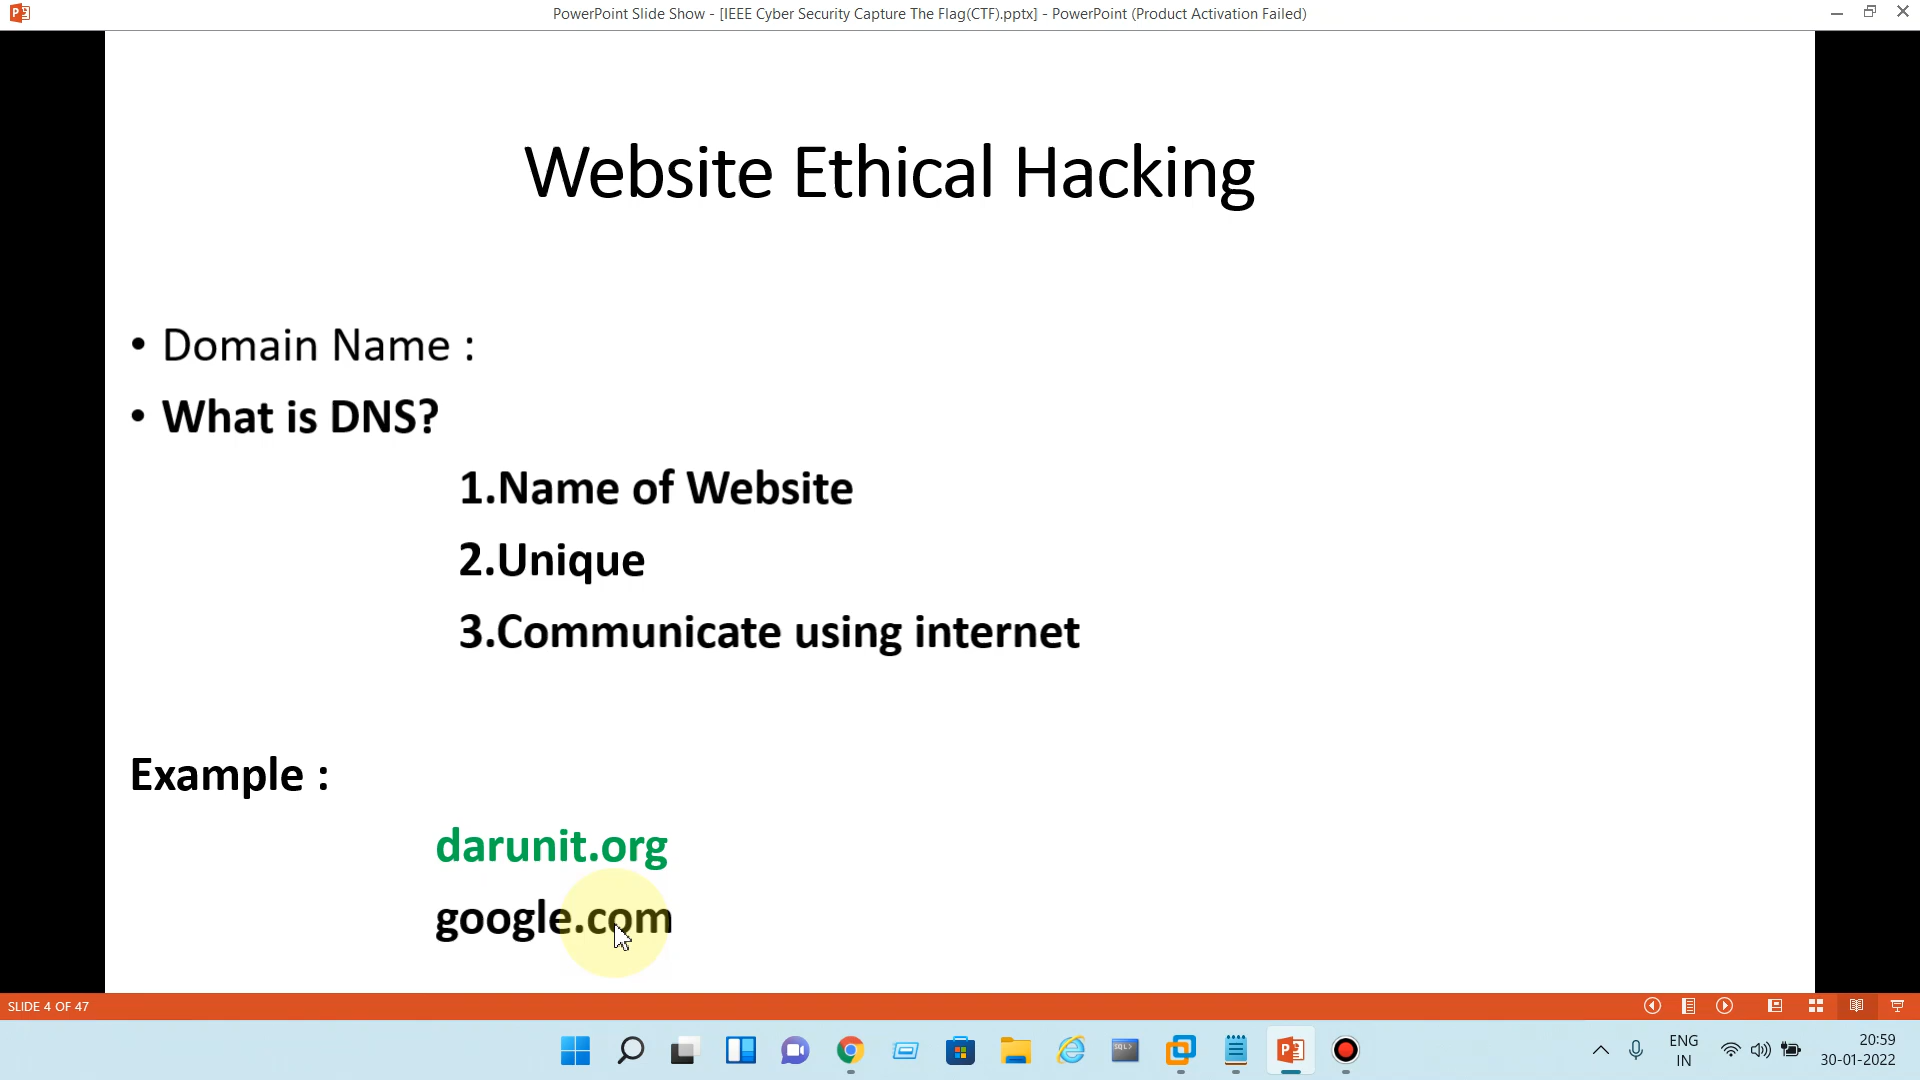 PowerPoint Slide Show - [IEEE Cyber Security Capture The Flag(CTF).pptx] - PowerPoint (Product Activation Failed)
Website Ethical Hacking
• Domain Name :
• What is DNS?
1.Name of Website
2.Unique
3.Communicate using internet
Example :
darunit.org
google.com
SLIDE 4 OF 47
SQL>
ENG
IN
20:59
30-01-2022